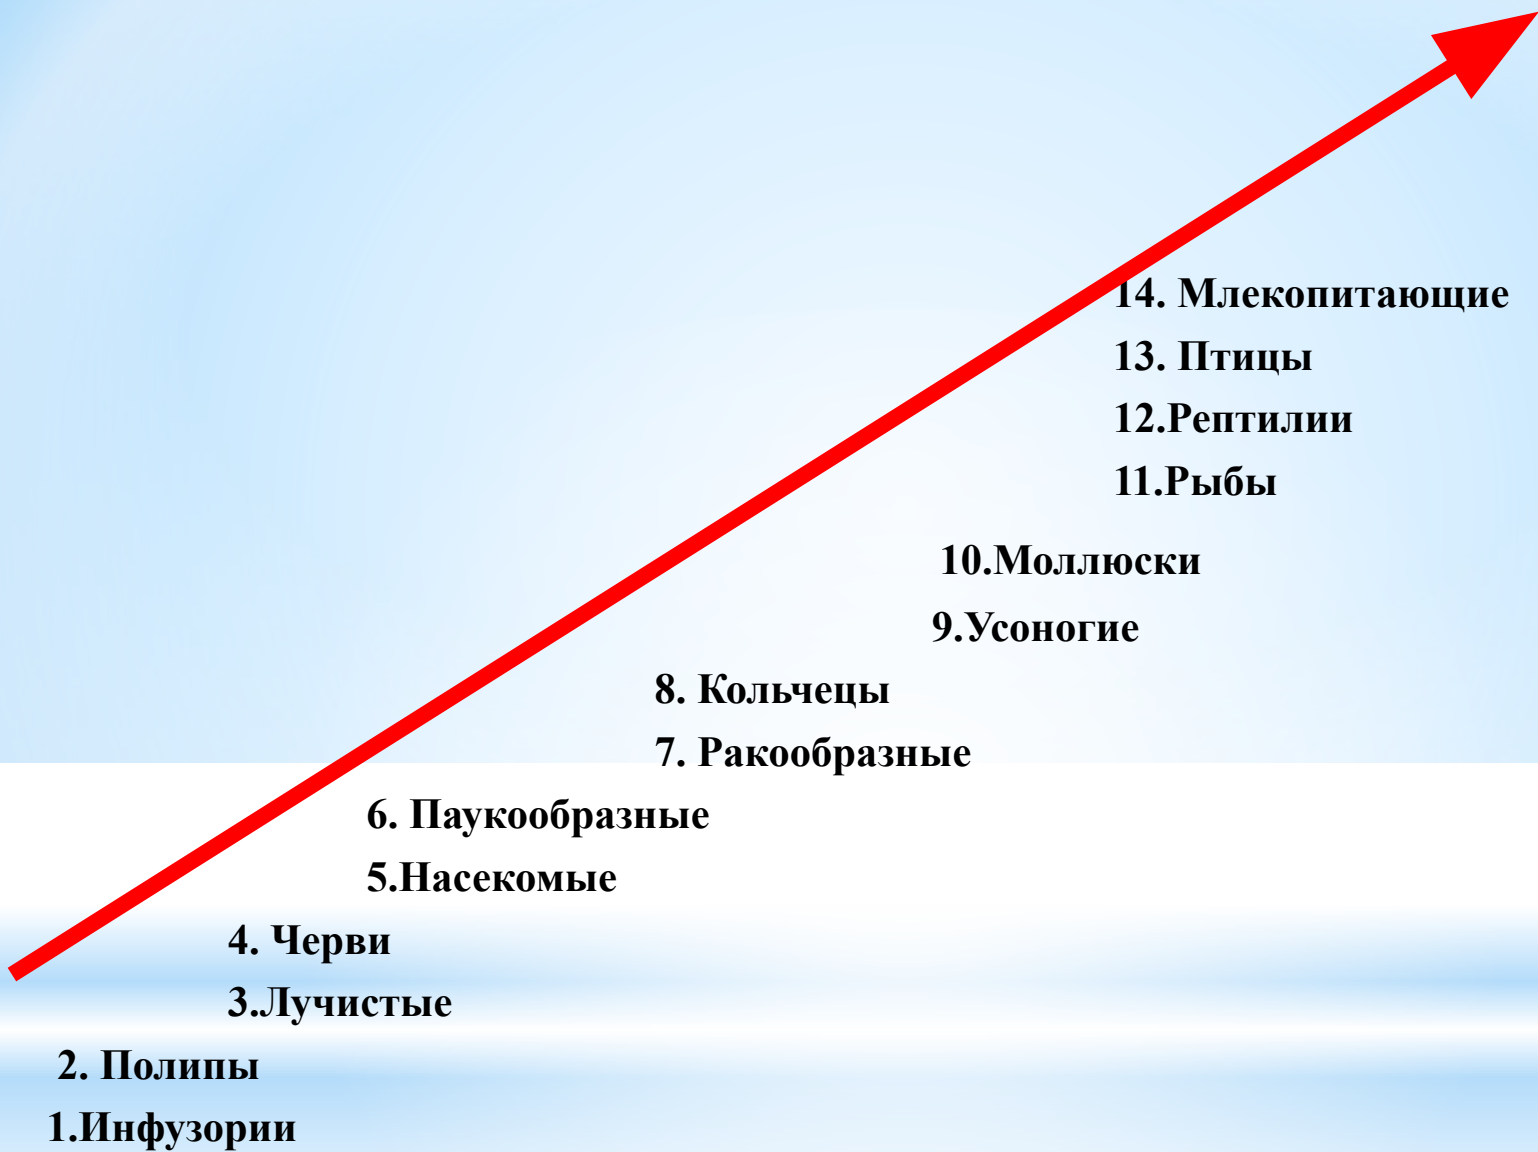 14. Млекопитающие
13. Птицы
12.Рептилии
11.Рыбы
10.Моллюски
9.Усоногие
8. Кольчецы
7. Ракообразные
6. Паукообразные
5.Насекомые
4. Черви
3.Лучистые
2. Полипы
1.Инфузории